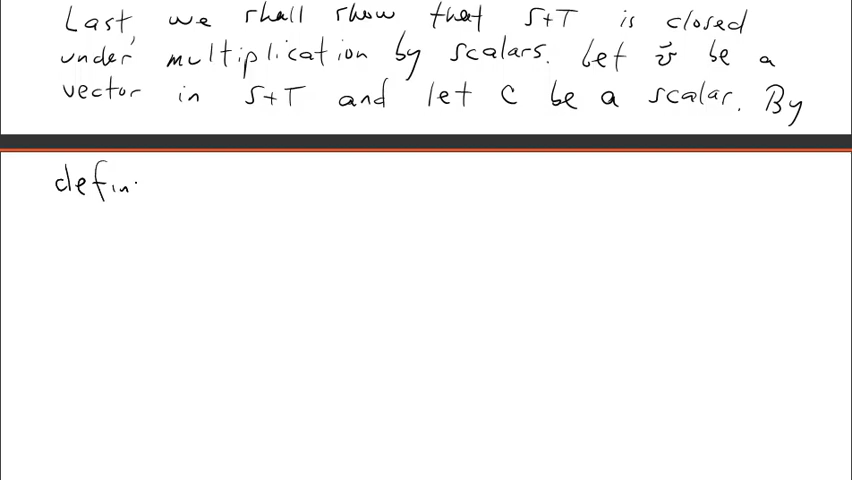 Last, we shall show that S+T is closed
under multiplication by scalars. Let v⃗ be a
vector in S+T and let c be a scalar. By
defin